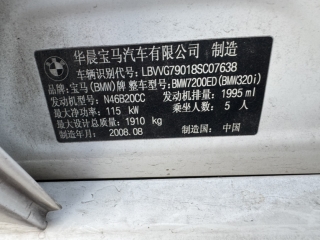 华晨宝马汽车有限公司 制造
车辆识别代号: LBVVG79018SC07638
品牌: 宝马(BMW)牌 整车型号: BMW7200ED(BMW320i)
发动机型号: N46B20CC 发动机排量: 1995 ml
最大净功率: 115 kW 乘坐人数: 5 人
最大总质量: 1910 kg
制造年月: 2008.08 制造国: 中国